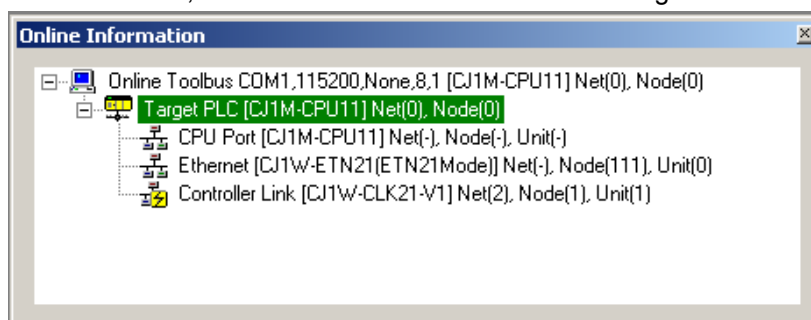 Online Information
Online Toolbus COM1,115200,None,8,1 [CJ1M-CPU11] Net(0), Node(0)
Target PLC [CJ1M-CPU11] Net(0), Node(0)
CPU Port [CJ1M-CPU11] Net(-), Node(-), Unit(-)
Ethernet [CJ1W-ETN21(ETN21Mode)] Net(-), Node(111), Unit(0)
Controller Link [CJ1W-CLK21-V1] Net(2), Node(1), Unit(1)